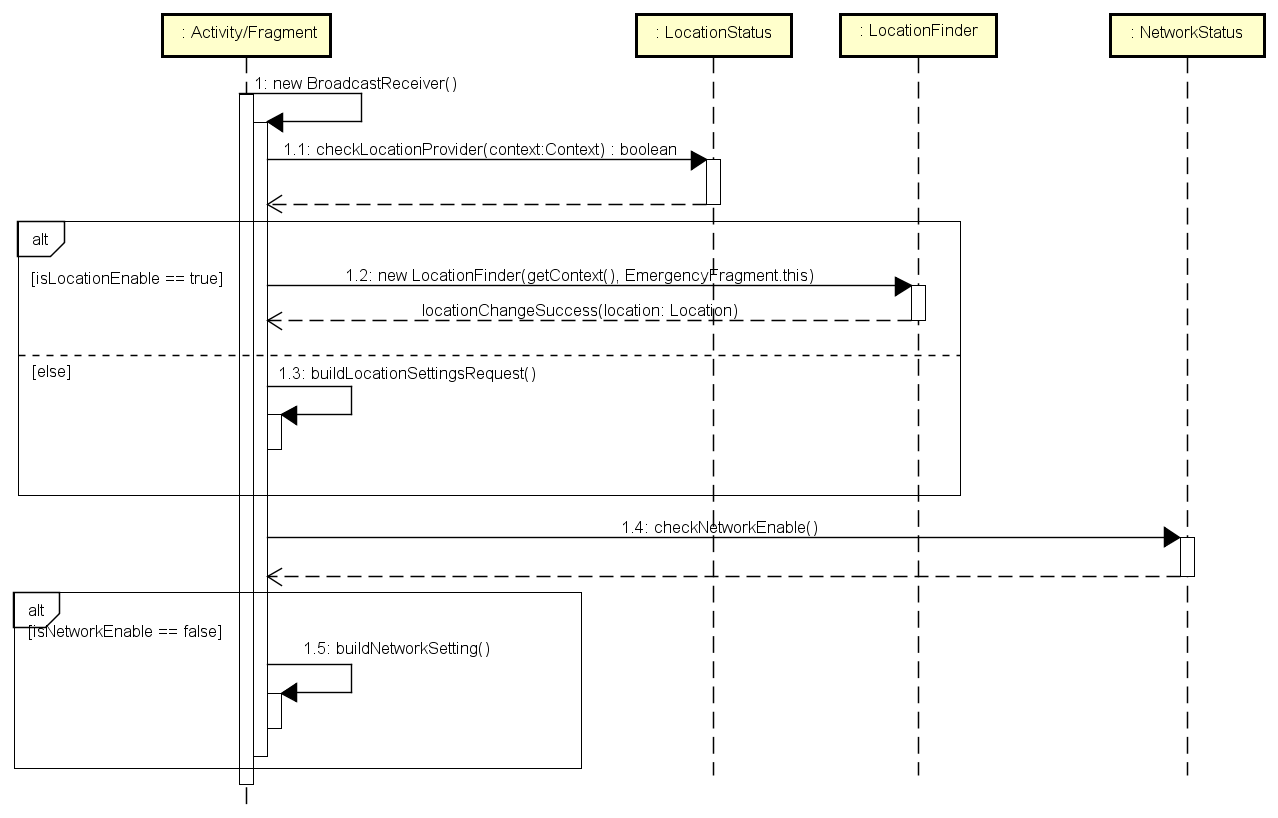 : Activity/Fragment
: LocationStatus
: LocationFinder
: NetworkStatus
1: new BroadcastReceiver()
1.1: checkLocationProvider(context:Context) : boolean
alt
[isLocationEnable == true]
1.2: new LocationFinder(getContext(), EmergencyFragment.this)
locationChangeSuccess(location: Location)
[else]
1.3: buildLocationSettingsRequest()
1.4: checkNetworkEnable()
alt
[isNetworkEnable == false]
1.5: buildNetworkSetting()